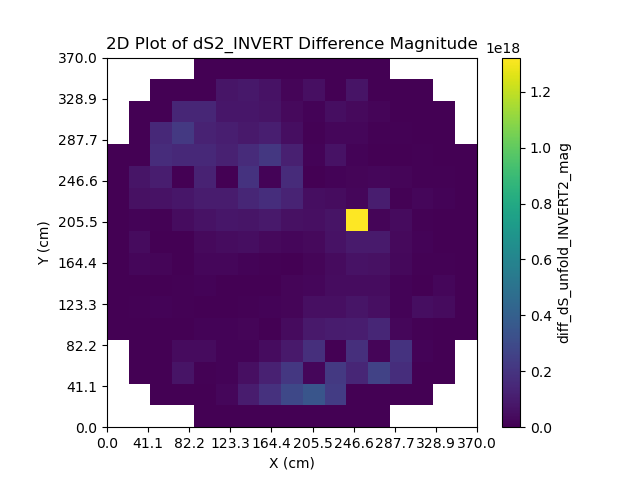 2D Plot of dS2_INVERT Difference Magnitude
1e18
370.0
328.9
287.7
246.6
205.5
164.4
123.3
82.2
41.1
0.0
Y (cm)
0.0 41.1 82.2 123.3 164.4 205.5 246.6 287.7 328.9 370.0
X (cm)
1.2
1.0
0.8
0.6
0.4
0.2
0.0
diff_dS_unfold_INVERT2_mag